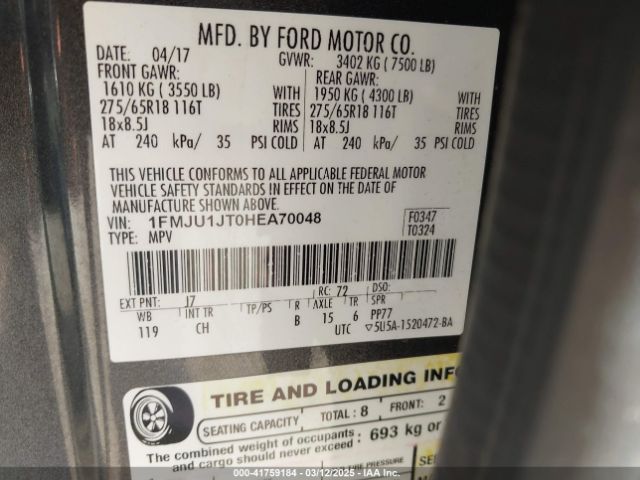 MFD. BY FORD MOTOR CO.
DATE: 04/17 GVWR: 3402 KG ( 7500 LB)
FRONT GAWR: REAR GAWR:
1610 KG ( 3550 LB) WITH 1950 KG ( 4300 LB) WITH
275/65R18 116T TIRES 275/65R18 116T TIRES
18x8.5J RIMS 18x8.5J RIMS
AT 240 kPa/ 35 PSI COLD AT 240 kPa/ 35 PSI COLD
THIS VEHICLE CONFORMS TO ALL APPLICABLE FEDERAL MOTOR
VEHICLE SAFETY STANDARDS IN EFFECT ON THE DATE OF
MANUFACTURE SHOWN ABOVE.
VIN: 1FMJU1JT0HEA70048 F0347
TYPE: MPV T0324
EXT PNT: J7 RC: 72 DSO:
WB INT TR TP/PS R AXLE TR SPR
119 CH B 15 6 PP77
UTC ▽5U5A-1520472-BA
TIRE AND LOADING INFO
SEATING CAPACITY TOTAL : 8 FRONT: 2
The combined weight of occupants : 693 kg or
and cargo should never exceed
TIRE PRESSURE
000-41759184 - 03/12/2025 -